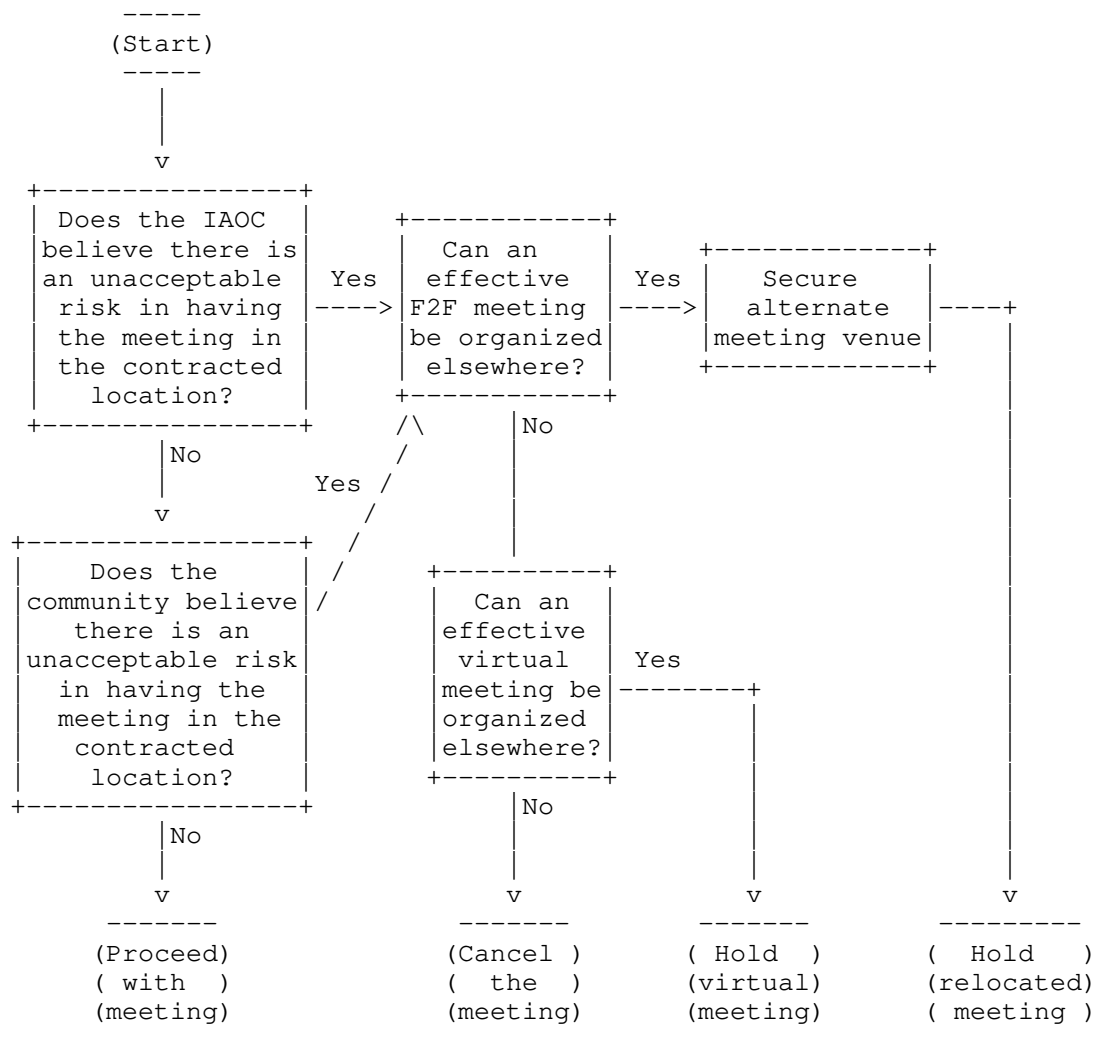 (Start)
Does the IAOC
believe there is
an unacceptable
risk in having
the meeting in
the contracted
location?
Yes
Can an
effective
F2F meeting
be organized
elsewhere?
Yes
Secure
alternate
meeting venue
No
No
Yes
Does the
community believe
there is an
unacceptable risk
in having the
meeting in the
contracted
location?
Can an
effective
virtual
meeting be
organized
elsewhere?
Yes
No
No
(Proceed)
( with )
(meeting)
(Cancel )
( the )
(meeting)
( Hold )
(virtual)
(meeting)
( Hold )
(relocated)
( meeting )